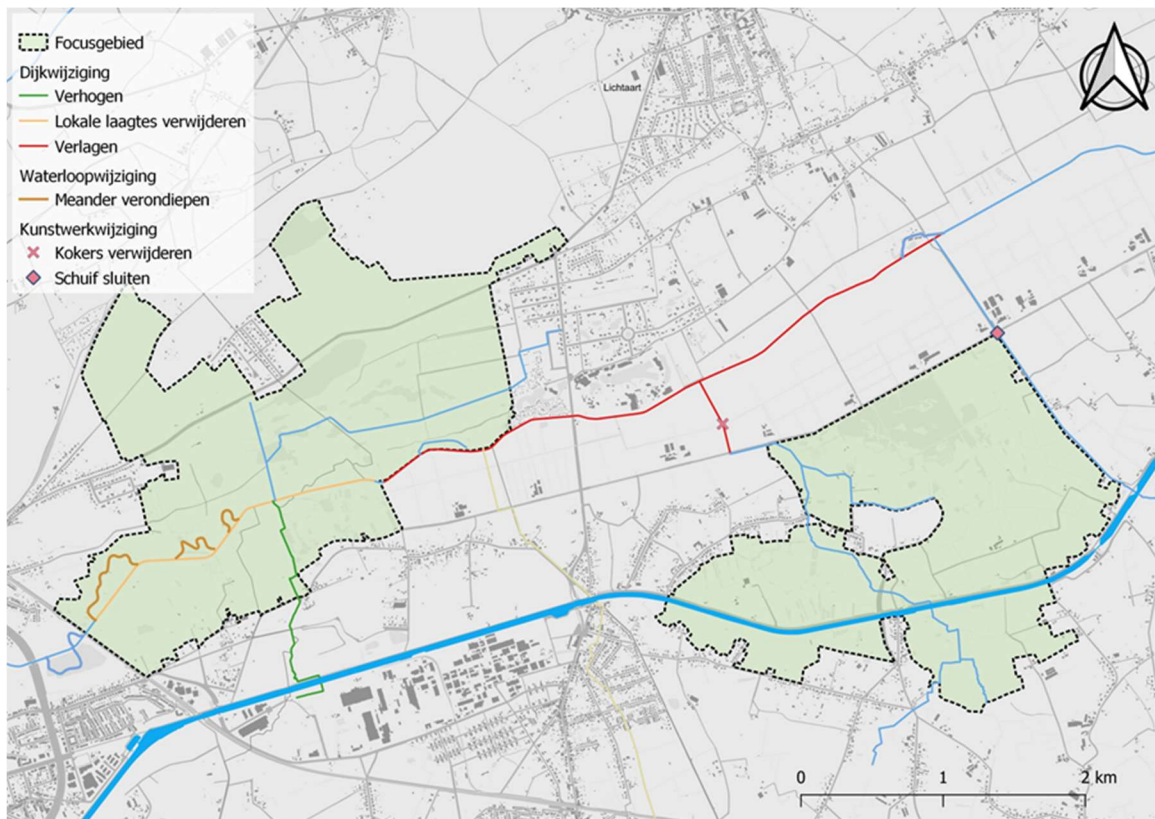 Focusgebied
Dijkwijziging
Verhogen
Lokale laagtes verwijderen
Verlagen
Waterloopwijziging
Meander verondiepen
Kunstwerkwijziging
Kokers verwijderen
Schuif sluiten
Lichtaart
0 1 2 km